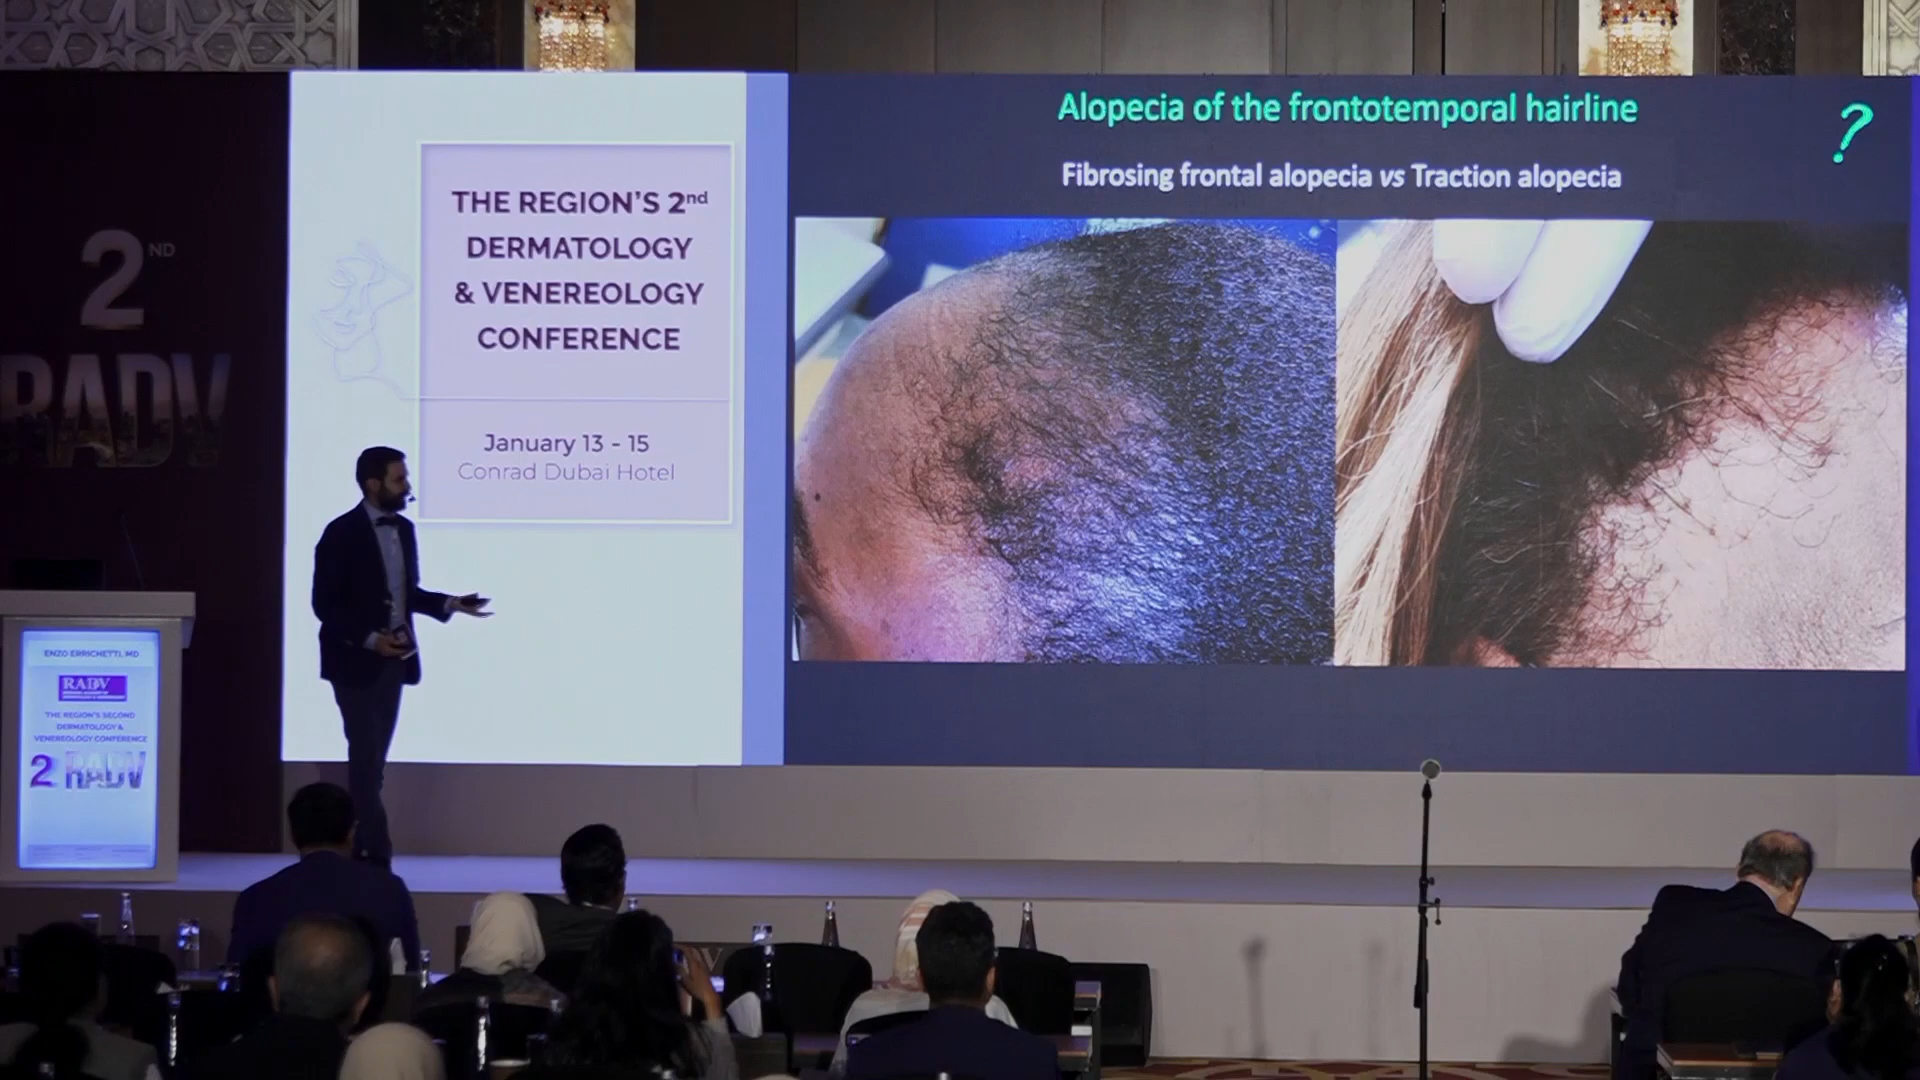 2ND
RADV
THE REGION'S 2nd
DERMATOLOGY
& VENEREOLOGY
CONFERENCE
January 13 - 15
Conrad Dubai Hotel
Alopecia of the frontotemporal hairline
?
Fibrosing frontal alopecia vs Traction alopecia
ENZO ERRICHETTI, MD
RADV
THE REGION'S SECOND
DERMATOLOGY &
VENEREOLOGY CONFERENCE
2 RADV